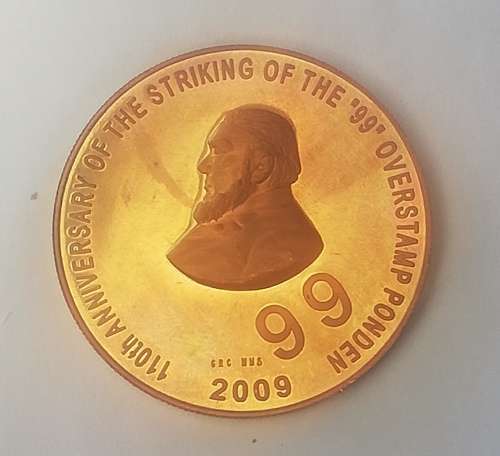 110th ANNIVERSARY OF THE STRIKING OF THE "99" OVERSTAMP PONDEN
99
2009